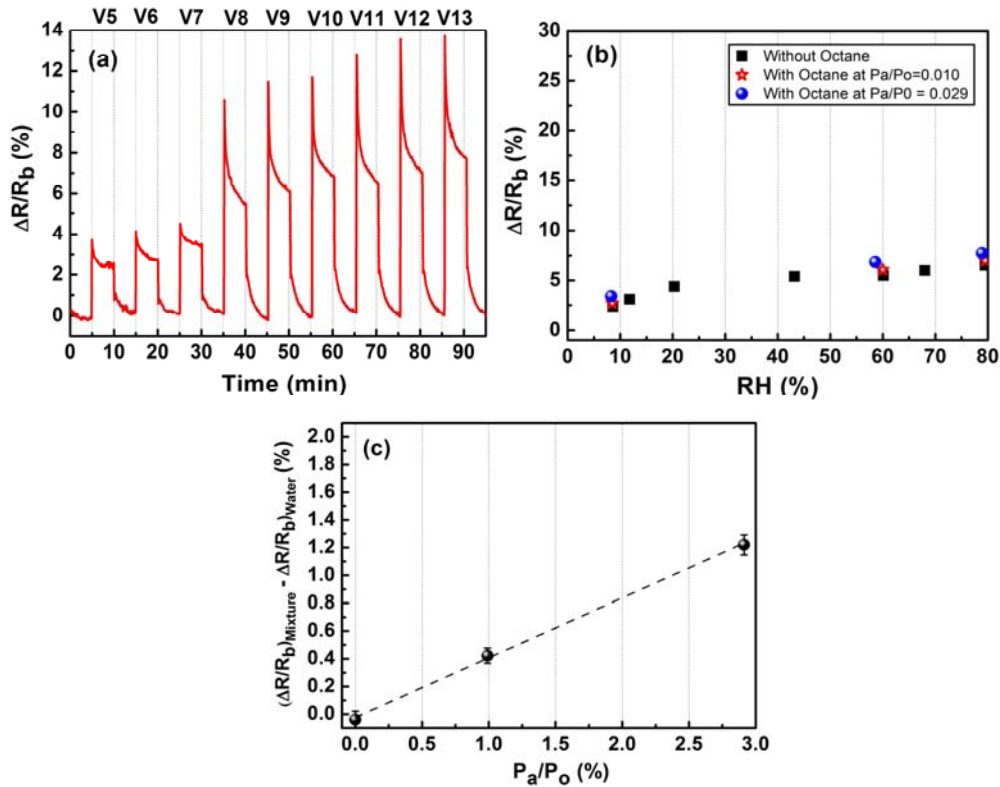 V5 V6 V7 V8 V9 V10 V11 V12 V13
(a)
ΔR/Rb (%)
14
12
10
8
6
4
2
0
0 10 20 30 40 50 60 70 80 90
Time (min)
(b)
Without Octane
With Octane at Pa/Po=0.010
With Octane at Pa/P0 = 0.029
ΔR/Rb (%)
30
25
20
15
10
5
0
0 10 20 30 40 50 60 70 80
RH (%)
(c)
(ΔR/Rb)Mixture - ΔR/Rb)Water (%)
2.0
1.8
1.6
1.4
1.2
1.0
0.8
0.6
0.4
0.2
0.0
0.0 0.5 1.0 1.5 2.0 2.5 3.0
Pa/Po (%)